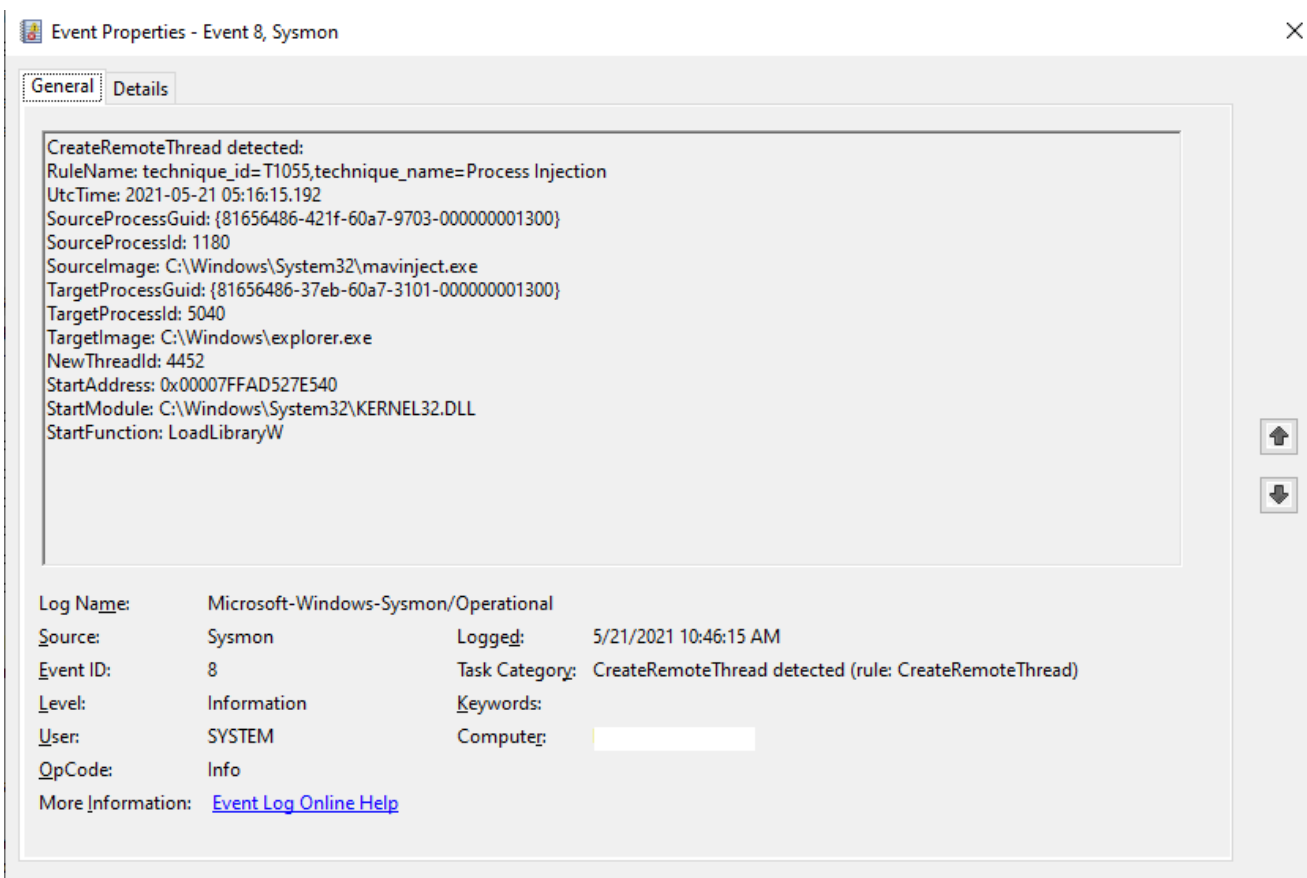 Event Properties - Event 8, Sysmon
General Details
CreateRemoteThread detected:
RuleName: technique_id=T1055,technique_name=Process Injection
UtcTime: 2021-05-21 05:16:15.192
SourceProcessGuid: {81656486-421f-60a7-9703-000000001300}
SourceProcessId: 1180
SourceImage: C:\Windows\System32\mavinject.exe
TargetProcessGuid: {81656486-37eb-60a7-3101-000000001300}
TargetProcessId: 5040
TargetImage: C:\Windows\explorer.exe
NewThreadId: 4452
StartAddress: 0x00007FFAD527E540
StartModule: C:\Windows\System32\KERNEL32.DLL
StartFunction: LoadLibraryW
Log Name: Microsoft-Windows-Sysmon/Operational
Source: Sysmon Logged: 5/21/2021 10:46:15 AM
Event ID: 8 Task Category: CreateRemoteThread detected (rule: CreateRemoteThread)
Level: Information Keywords:
User: SYSTEM Computer:
OpCode: Info
More Information: Event Log Online Help